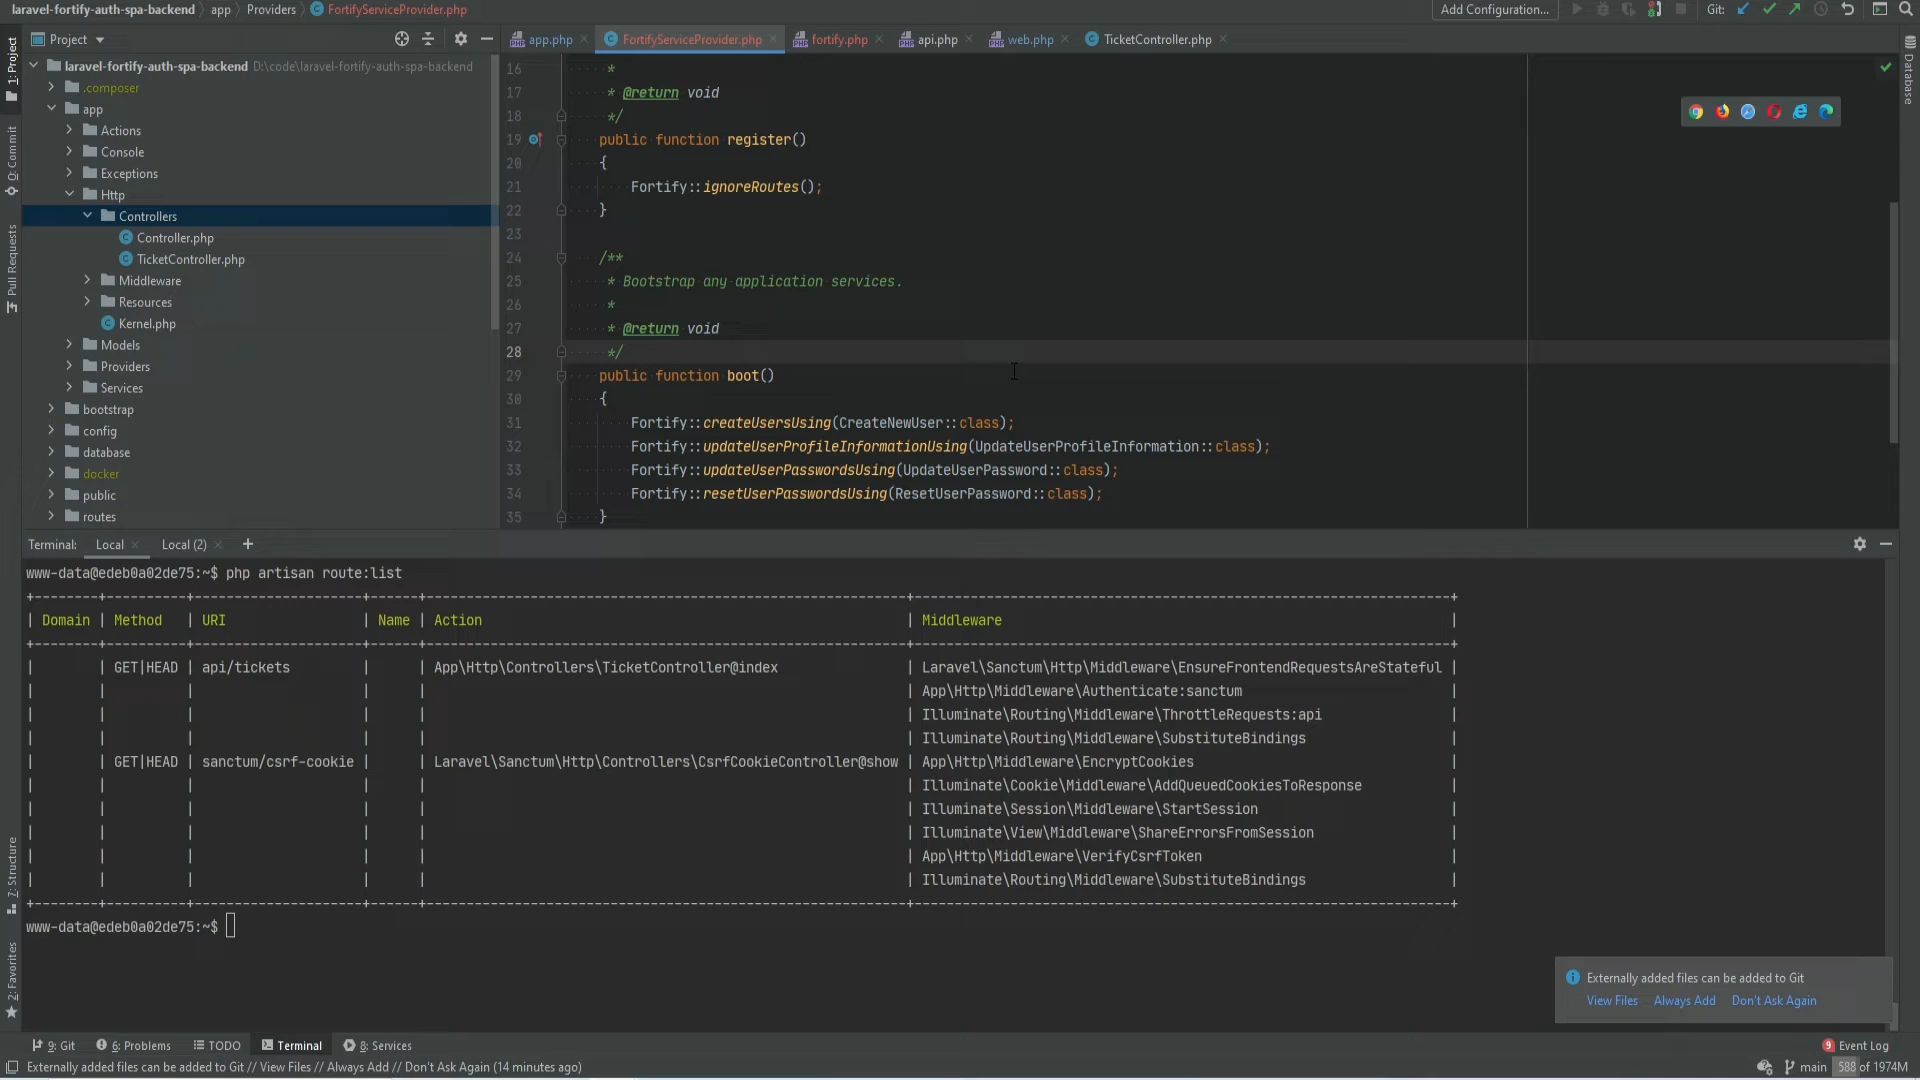 laravel-fortify-auth-spa-backend app Providers FortifyServiceProvider.php Add Configuration... Git:
Project app.php FortifyServiceProvider.php fortify.php api.php web.php TicketController.php
1: Project
0: Commit
Pull Requests
7: Structure
2: Favorites
Database
laravel-fortify-auth-spa-backend D:\code\laravel-fortify-auth-spa-backend
.composer
app
Actions
Console
Exceptions
Http
Controllers
Controller.php
TicketController.php
Middleware
Resources
Kernel.php
Models
Providers
Services
bootstrap
config
database
docker
public
routes
16 *
17 * @return void
18 */
19 public function register()
20 {
21 Fortify::ignoreRoutes();
22 }
23
24 /**
25 * Bootstrap any application services.
26 *
27 * @return void
28 */
29 public function boot()
30 {
31 Fortify::createUsersUsing(CreateNewUser::class);
32 Fortify::updateUserProfileInformationUsing(UpdateUserProfileInformation::class);
33 Fortify::updateUserPasswordsUsing(UpdateUserPassword::class);
34 Fortify::resetUserPasswordsUsing(ResetUserPassword::class);
35 }
Terminal: Local Local (2) +
www-data@edeb0a02de75:~$ php artisan route:list
| Domain | Method | URI | Name | Action | Middleware |
| | GET|HEAD | api/tickets | | App\Http\Controllers\TicketController@index | Laravel\Sanctum\Http\Middleware\EnsureFrontendRequestsAreStateful |
| | | | | | App\Http\Middleware\Authenticate:sanctum |
| | | | | | Illuminate\Routing\Middleware\ThrottleRequests:api |
| | | | | | Illuminate\Routing\Middleware\SubstituteBindings |
| | GET|HEAD | sanctum/csrf-cookie | | Laravel\Sanctum\Http\Controllers\CsrfCookieController@show | App\Http\Middleware\EncryptCookies |
| | | | | | Illuminate\Cookie\Middleware\AddQueuedCookiesToResponse |
| | | | | | Illuminate\Session\Middleware\StartSession |
| | | | | | Illuminate\View\Middleware\ShareErrorsFromSession |
| | | | | | App\Http\Middleware\VerifyCsrfToken |
| | | | | | Illuminate\Routing\Middleware\SubstituteBindings |
www-data@edeb0a02de75:~$
Externally added files can be added to Git
View Files Always Add Don't Ask Again
9: Git 6: Problems TODO Terminal 8: Services 9 Event Log
Externally added files can be added to Git // View Files // Always Add // Don't Ask Again (14 minutes ago) main 588 of 1974M